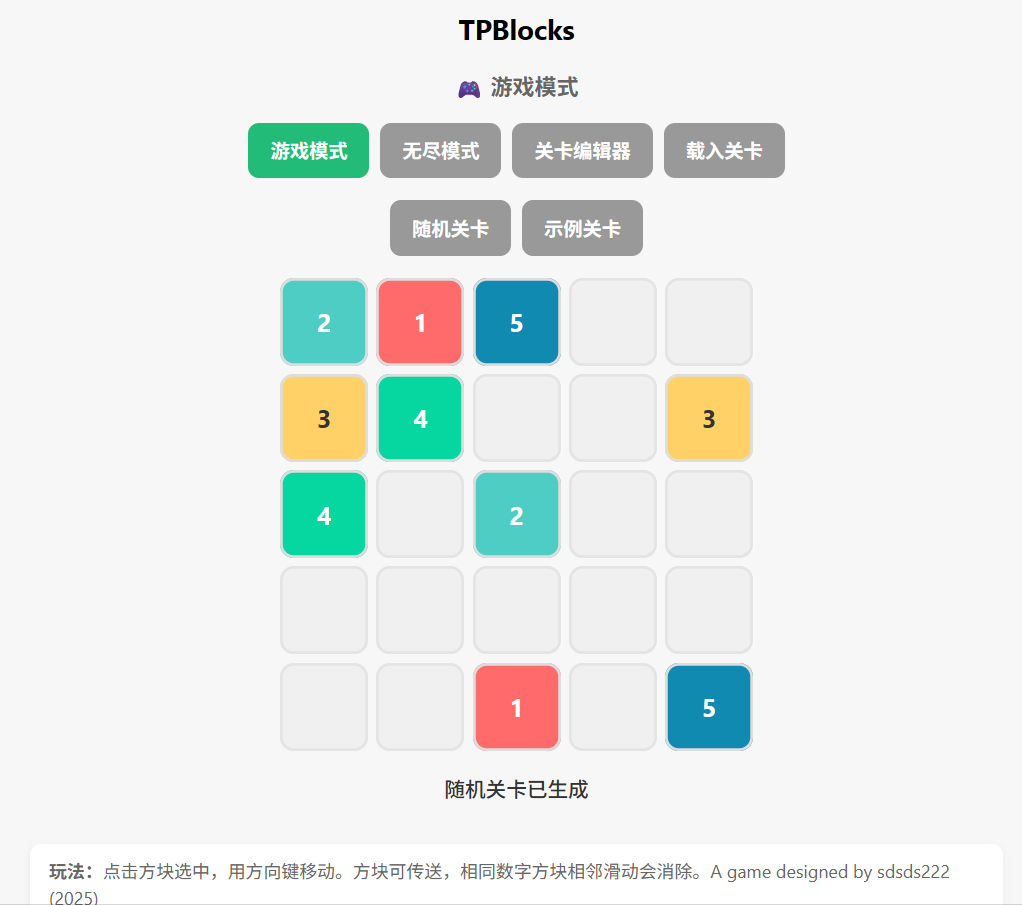 TPBlocks
🎮 游戏模式
游戏模式 无尽模式 关卡编辑器 载入关卡
随机关卡 示例关卡
2 1 5
3 4 3
4 2
1 5
随机关卡已生成
玩法：点击方块选中，用方向键移动。方块可传送，相同数字方块相邻滑动会消除。A game designed by sdsds222
(2025)